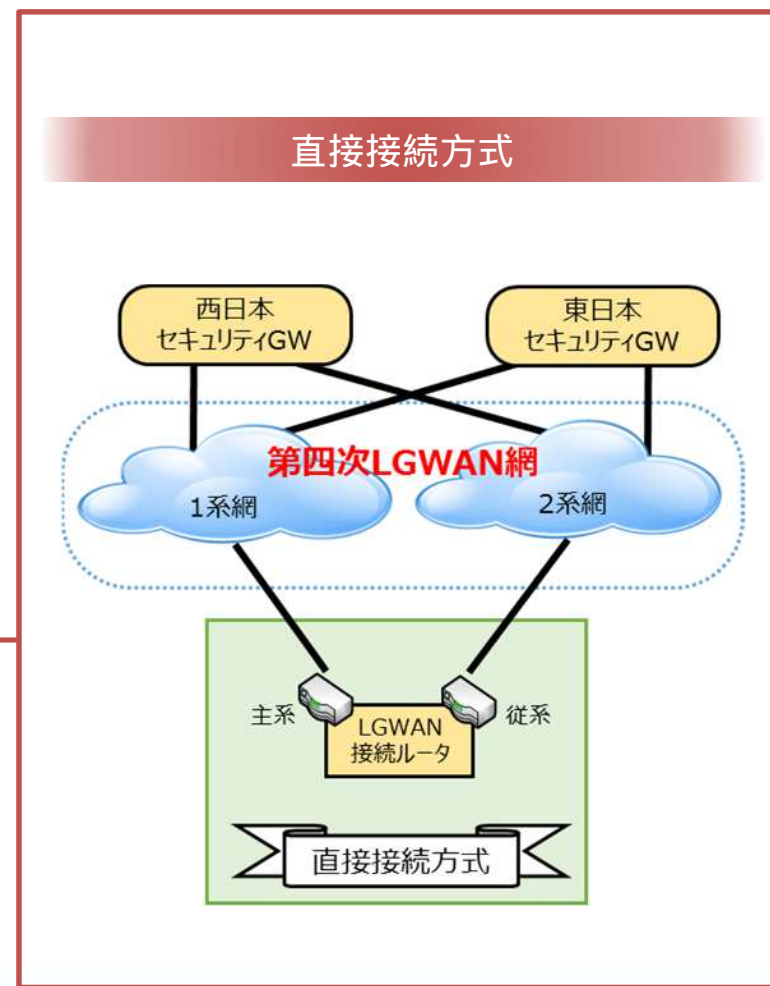 直接接続方式
西日本
セキュリティGW
東日本
セキュリティGW
第四次LGWAN網
1系網
2系網
主系
従系
LGWAN
接続ルータ
直接接続方式